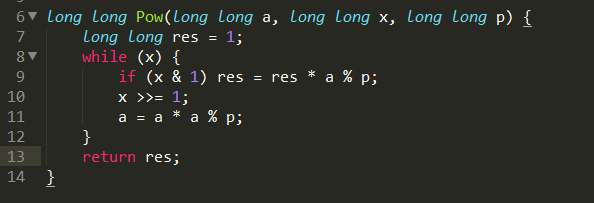 6 long long Pow(long long a, long long x, long long p) {
7     long long res = 1;
8     while (x) {
9         if (x & 1) res = res * a % p;
10         x >>= 1;
11         a = a * a % p;
12     }
13     return res;
14 }